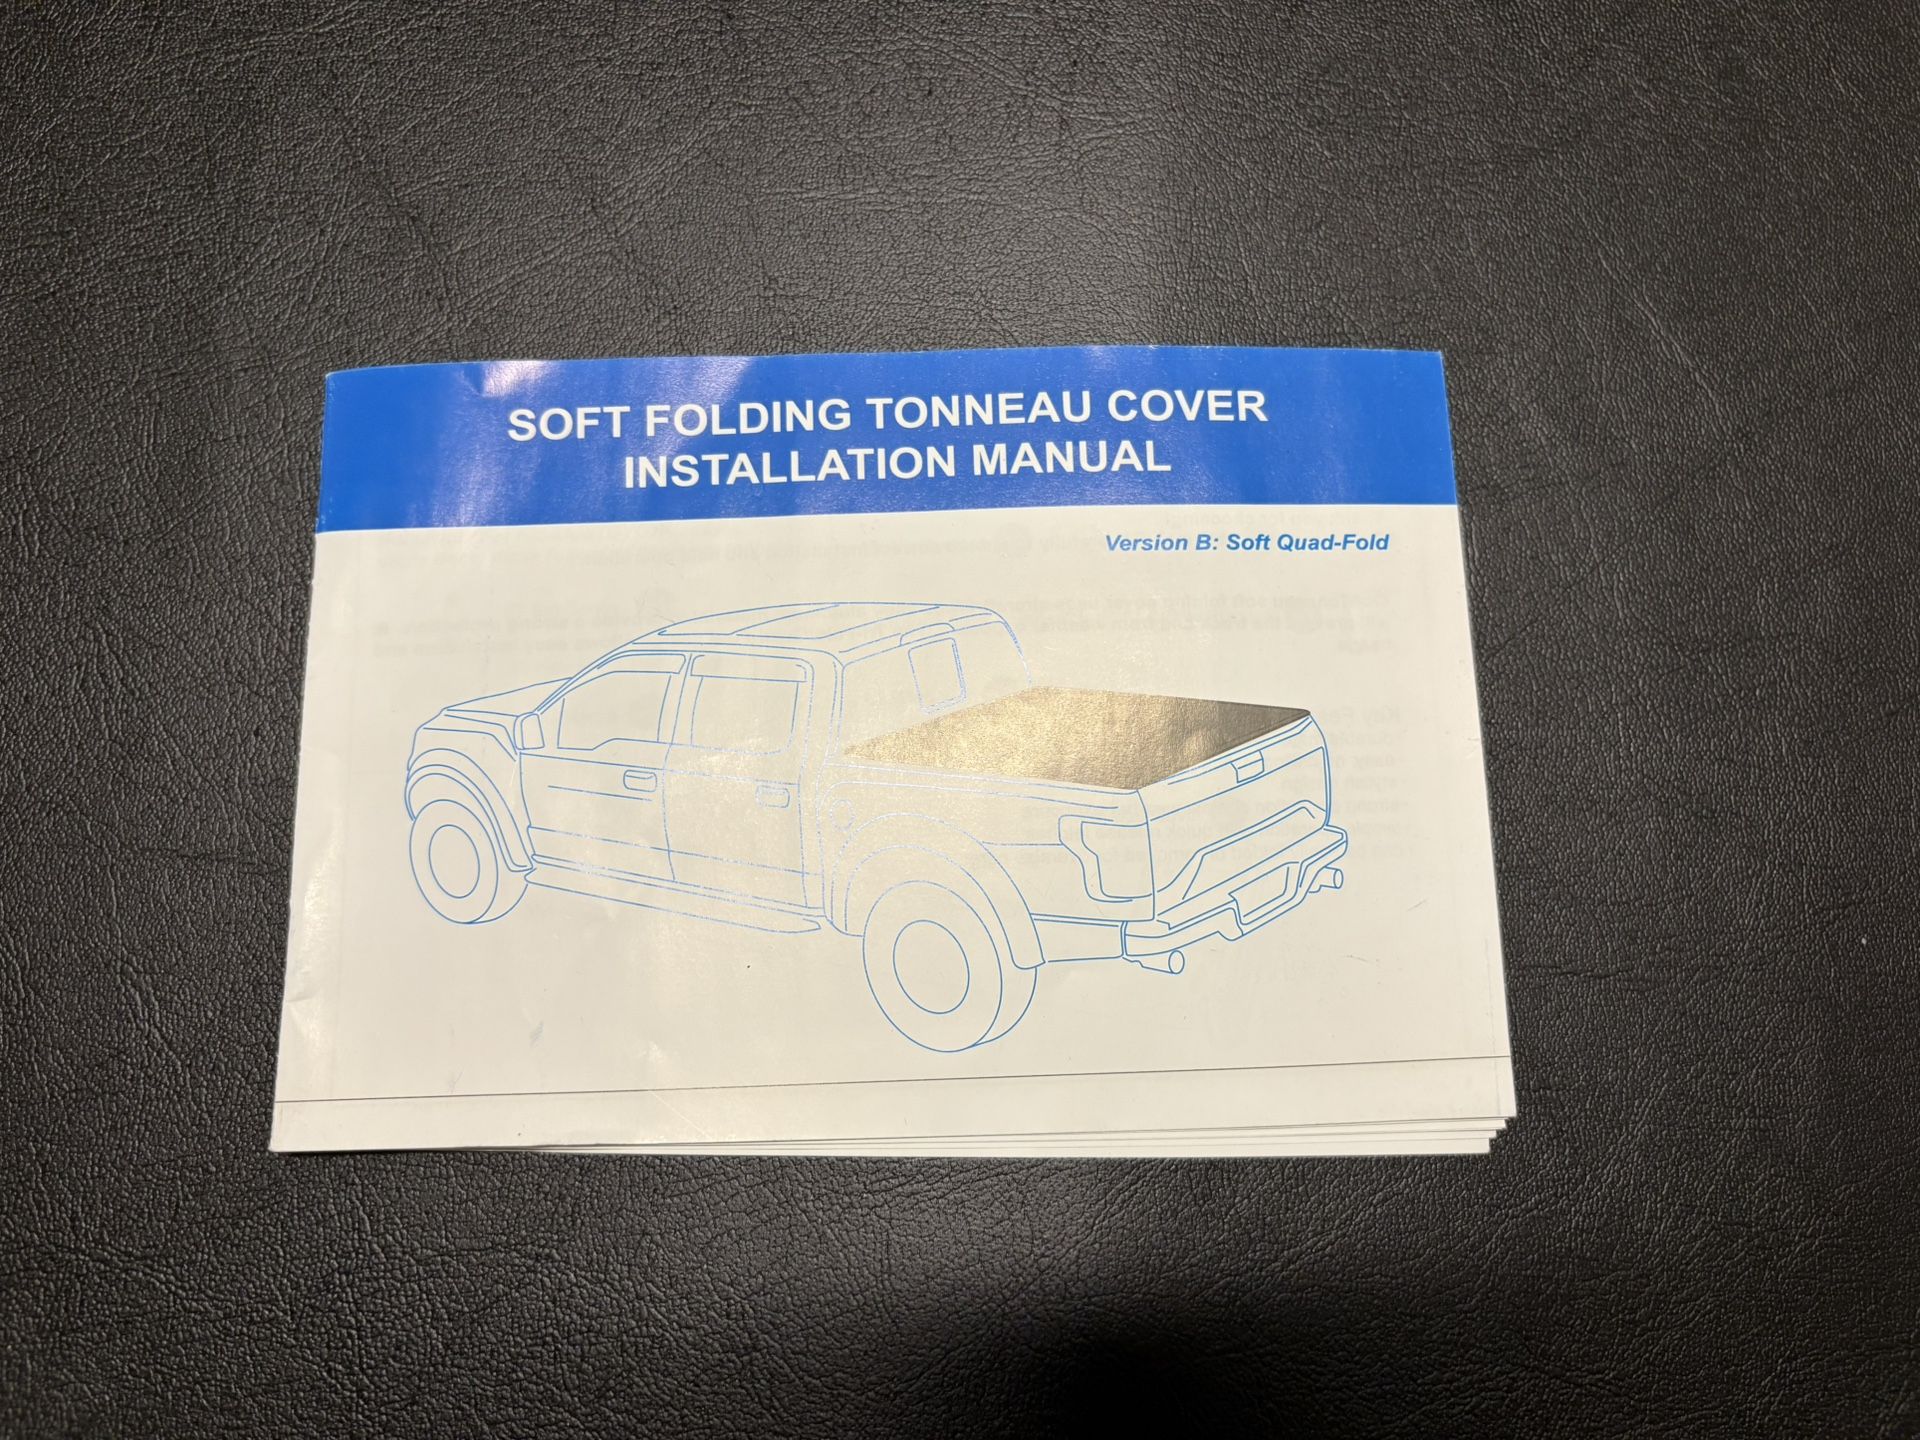 SOFT FOLDING TONNEAU COVER
INSTALLATION MANUAL
Version B: Soft Quad-Fold